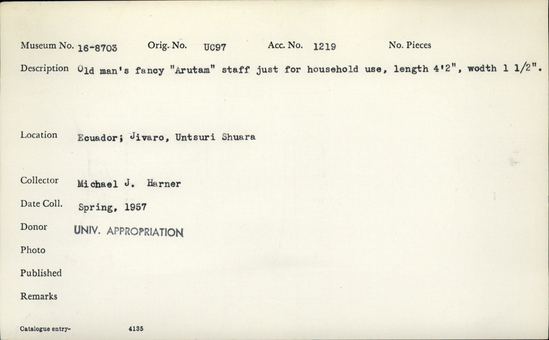 Museum No. 16-8703 Orig. No. UC97 Acc. No. 1219 No. Pieces
Description Old man's fancy "Arutam" staff just for household use, length 4'2", wodth 1 1/2".
Location Ecuador; Jivaro, Untsuri Shuara
Collector Michael J. Harner
Date Coll. Spring, 1957
Donor UNIV. APPROPRIATION
Photo
Published
Remarks
Catalogue entry- 4135